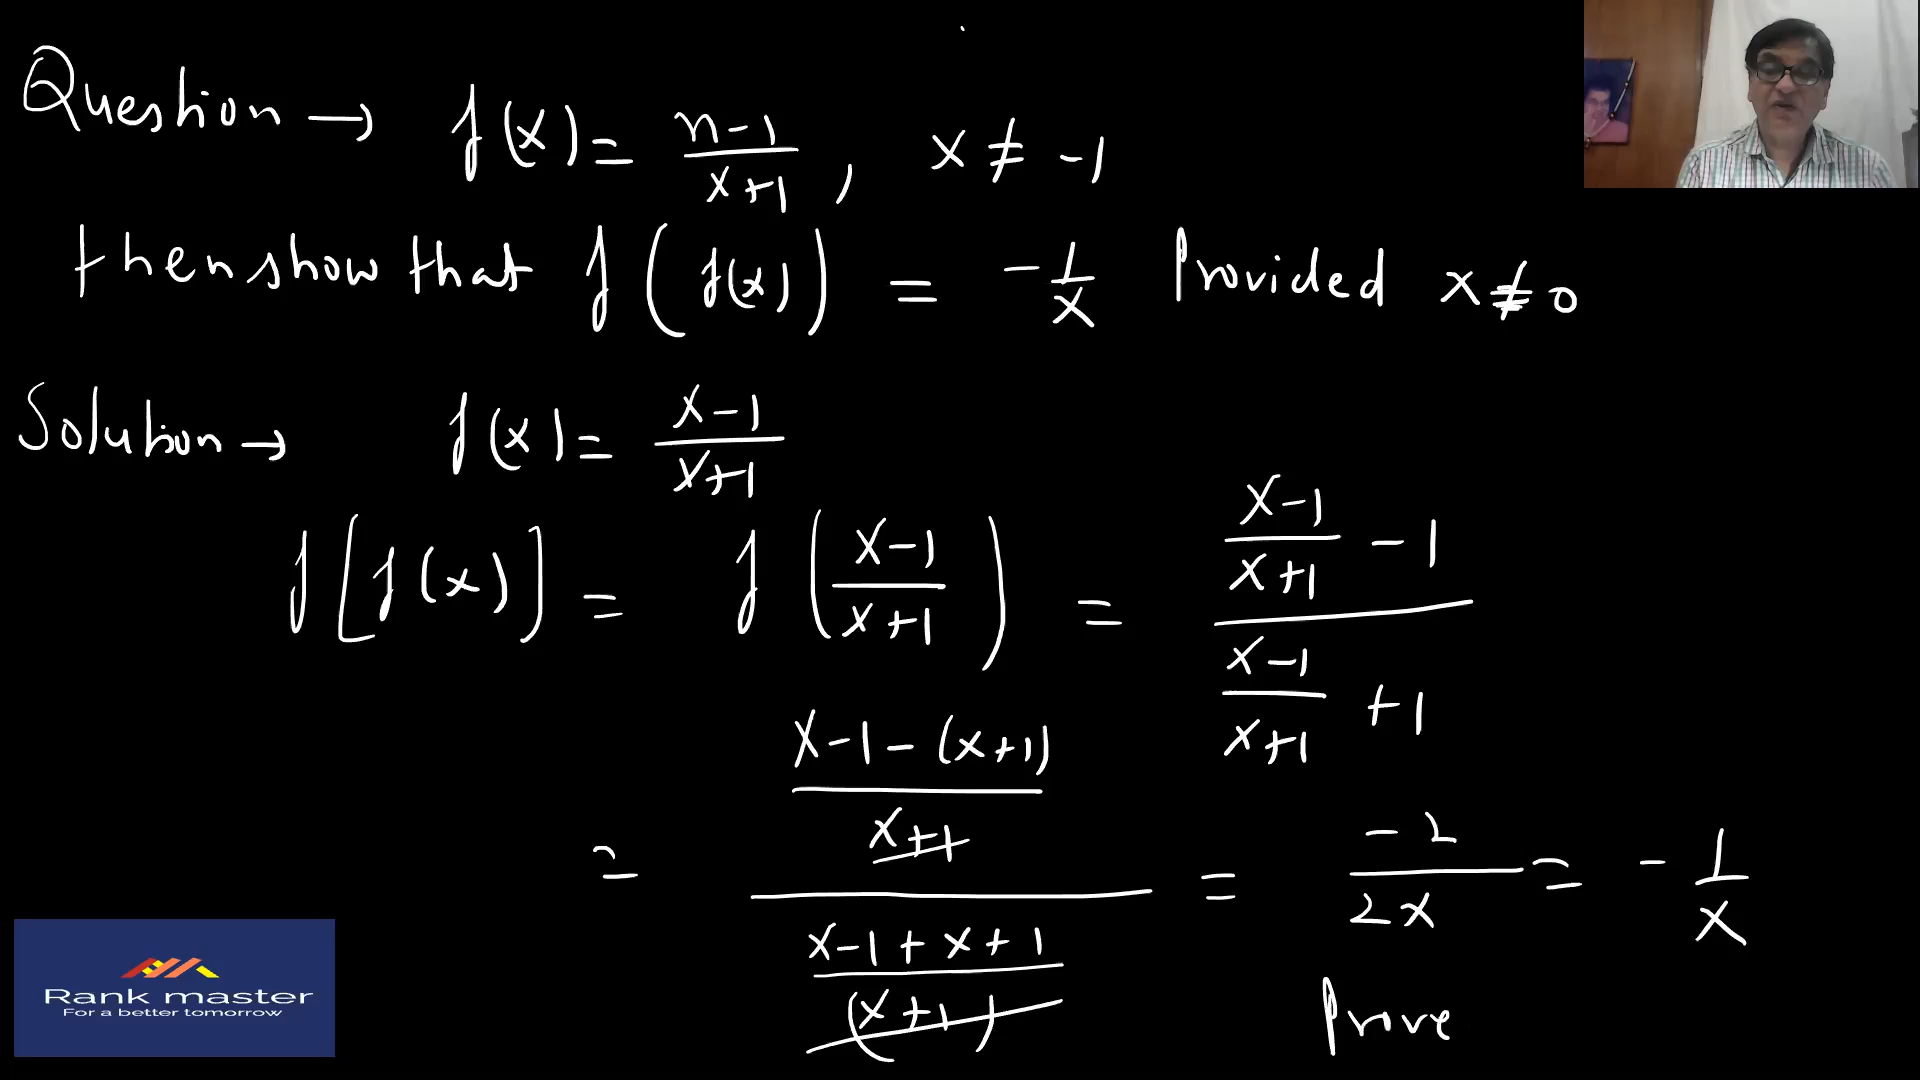 Question → f(x) = n-1/x+1, x ≠ -1
then show that f(f(x)) = -1/x Provided x ≠ 0
Solution → f(x) = x-1/x+1
f[f(x)] = f(x-1/x+1) = (x-1/x+1 - 1)/(x-1/x+1 + 1)
= (x-1-(x+1)/x+1)/(x-1+x+1/(x+1)) = -2/2x = -1/x
Prove
Rank master
For a better tomorrow